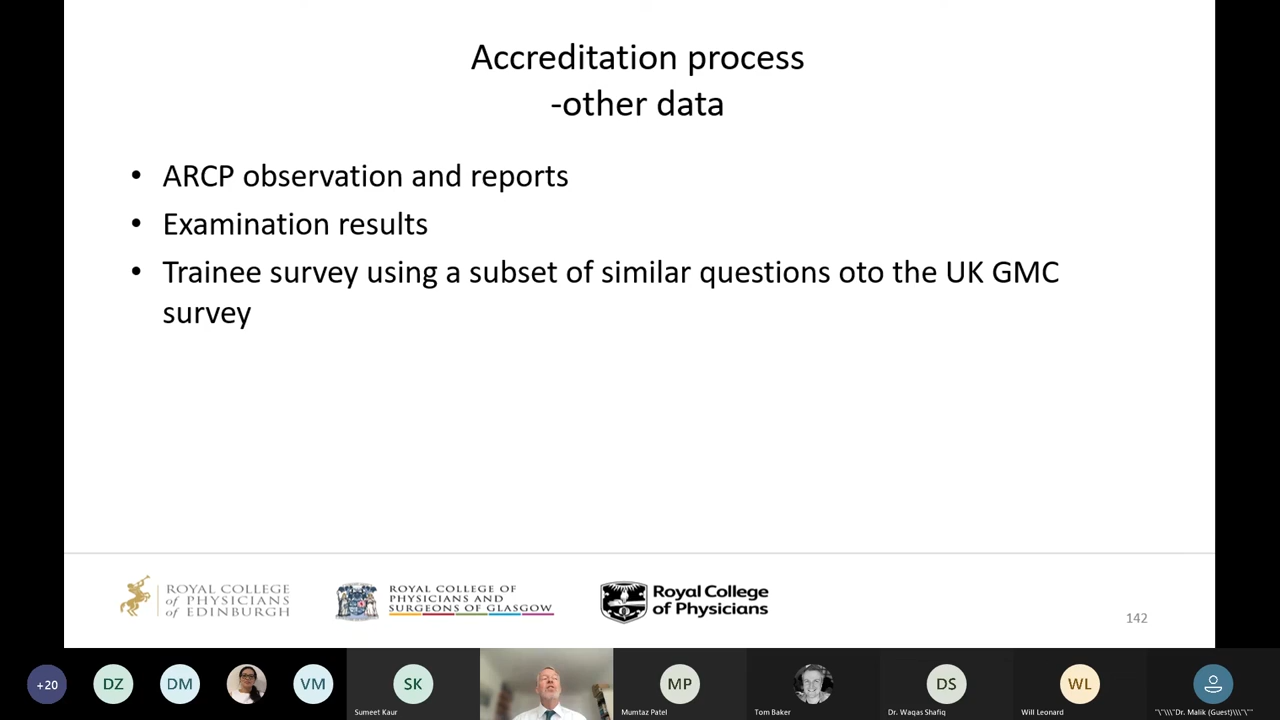 Accreditation process
-other data
• ARCP observation and reports
• Examination results
• Trainee survey using a subset of similar questions oto the UK GMC
survey
ROYAL COLLEGE
of PHYSICIANS
of EDINBURGH
ROYAL COLLEGE OF
PHYSICIANS AND
SURGEONS OF GLASGOW
Royal College
of Physicians
142
+20
DZ
DM
VM
SK
Sumeet Kaur
MP
Mumtaz Patel
Tom Baker
DS
Dr. Waqas Shafiq
WL
Will Leonard
"\"\\\"Dr. Malik (Guest)\\\"\""